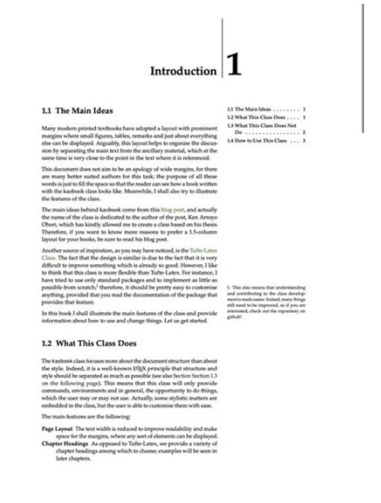 Introduction 1
1.1 The Main Ideas
Many modern printed textbooks have adopted a layout with prominent
margins where small figures, tables, remarks and just about everything
else can be displayed. Arguably, this layout helps to organise the discus-
sion by separating the main text from the ancillary material, which at the
same time is very close to the point in the text where it is referenced.
This document does not aim to be an apology of wide margins, for there
are many better suited authors for this task; the purpose of all these
words is just to fill the space so that the reader can see how a book written
with the kaobook class looks like. Meanwhile, I shall also try to illustrate
the features of the class.
The main ideas behind kaobook come from this blog post, and actually
the name of the class is dedicated to the author of the post, Ken Arroyo
Ohori, which has kindly allowed me to create a class based on his thesis.
Therefore, if you want to know more reasons to prefer a 1.5-column
layout for your books, be sure to read his blog post.
Another source of inspiration, as you may have noticed, is the Tufte-Latex
Class. The fact that the design is similar is due to the fact that it is very
difficult to improve something which is already so good. However, I like
to think that this class is more flexible than Tufte-Latex. For instance, I
have tried to use only standard packages and to implement as little as
possible from scratch;1 therefore, it should be pretty easy to customise
anything, provided that you read the documentation of the package that
provides that feature.
In this book I shall illustrate the main features of the class and provide
information about how to use and change things. Let us get started.
1.2 What This Class Does
The kaobook class focuses more about the document structure than about
the style. Indeed, it is a well-known LATEX principle that structure and
style should be separated as much as possible (see also Section Section 1.3
on the following page). This means that this class will only provide
commands, environments and in general, the opportunity to do things,
which the user may or may not use. Actually, some stylistic matters are
embedded in the class, but the user is able to customise them with ease.
The main features are the following:
Page Layout The text width is reduced to improve readability and make
space for the margins, where any sort of elements can be displayed.
Chapter Headings As opposed to Tufte-Latex, we provide a variety of
chapter headings among which to choose; examples will be seen in
later chapters.
1.1 The Main Ideas . . . . . . . . 1
1.2 What This Class Does . . . . 1
1.3 What This Class Does Not
Do . . . . . . . . . . . . . . . 2
1.4 How to Use This Class . . . 3
1: This also means that understanding
and contributing to the class develop-
ment is made easier. Indeed, many things
still need to be improved, so if you are
interested, check out the repository on
github!